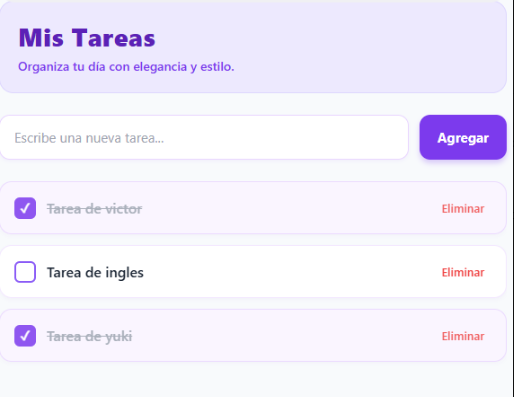 Mis Tareas
Organiza tu día con elegancia y estilo.
Escribe una nueva tarea... Agregar
Tarea de victor Eliminar
Tarea de ingles Eliminar
Tarea de yuki Eliminar